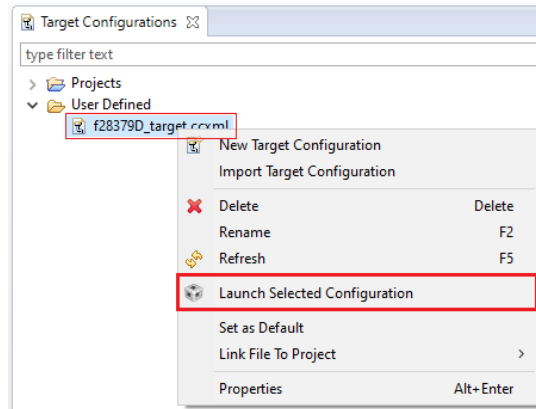 Target Configurations
type filter text
Projects
User Defined
f28379D_target.ccxml
New Target Configuration
Import Target Configuration
Delete Delete
Rename F2
Refresh F5
Launch Selected Configuration
Set as Default
Link File To Project
Properties Alt+Enter